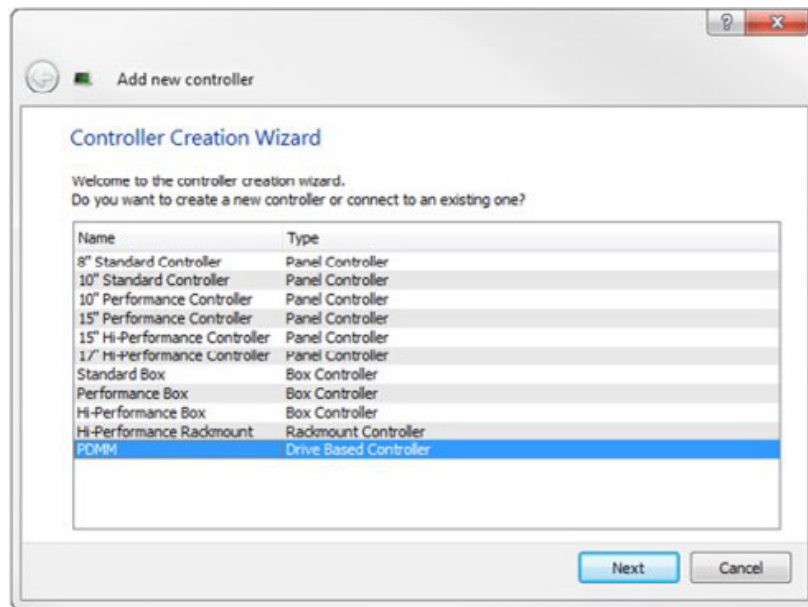 Add new controller
Controller Creation Wizard
Welcome to the controller creation wizard.
Do you want to create a new controller or connect to an existing one?
Name Type
8" Standard Controller Panel Controller
10" Standard Controller Panel Controller
10" Performance Controller Panel Controller
15" Performance Controller Panel Controller
15" Hi-Performance Controller Panel Controller
17" Hi-Performance Controller Panel Controller
Standard Box Box Controller
Performance Box Box Controller
Hi-Performance Box Box Controller
Hi-Performance Rackmount Rackmount Controller
PDMM Drive Based Controller
Next Cancel